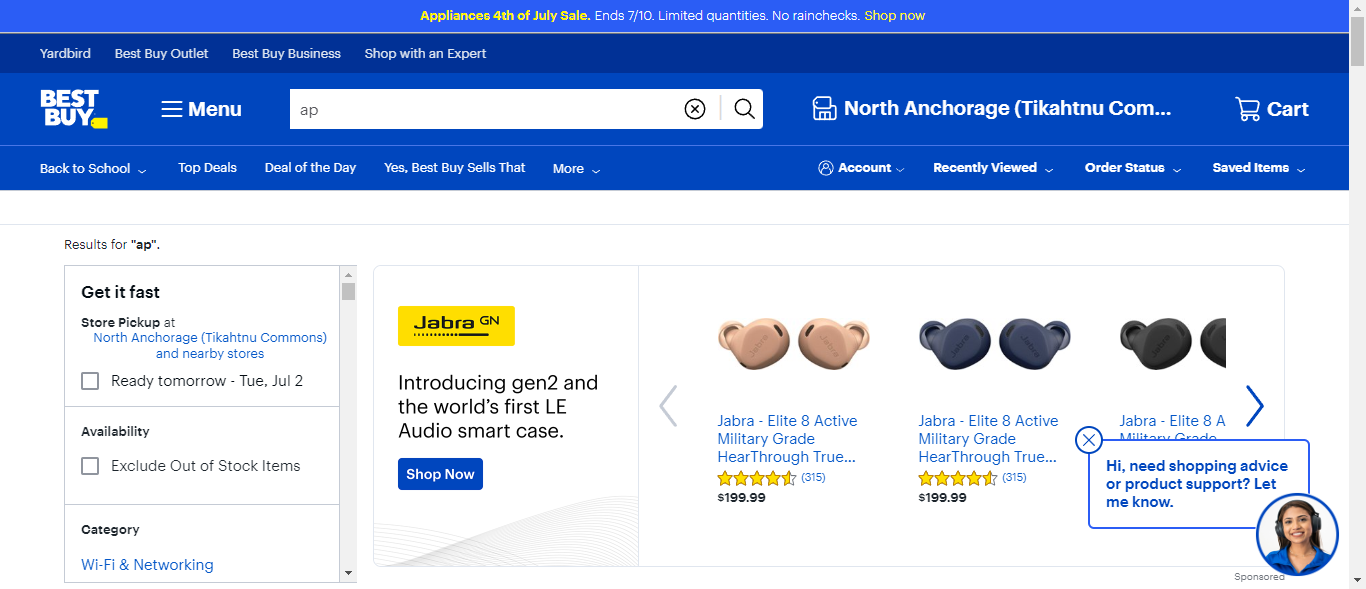 Appliances 4th of July Sale. Ends 7/10. Limited quantities. No rainchecks. Shop now
Yardbird Best Buy Outlet Best Buy Business Shop with an Expert
BEST BUY
Menu
ap
North Anchorage (Tikahtnu Com...
Cart
Back to School Top Deals Deal of the Day Yes, Best Buy Sells That More Account Recently Viewed Order Status Saved Items
Results for "ap".
Get it fast
Store Pickup at
North Anchorage (Tikahtnu Commons)
and nearby stores
Ready tomorrow - Tue, Jul 2
Availability
Exclude Out of Stock Items
Category
Wi-Fi & Networking
Jabra GN
Introducing gen2 and
the world's first LE
Audio smart case.
Shop Now
Jabra - Elite 8 Active
Military Grade
HearThrough True...
(315)
$199.99
Jabra - Elite 8 Active
Military Grade
HearThrough True...
(315)
$199.99
Jabra - Elite 8 A
Military Grade
Hi, need shopping advice
or product support? Let
me know.
Sponsored